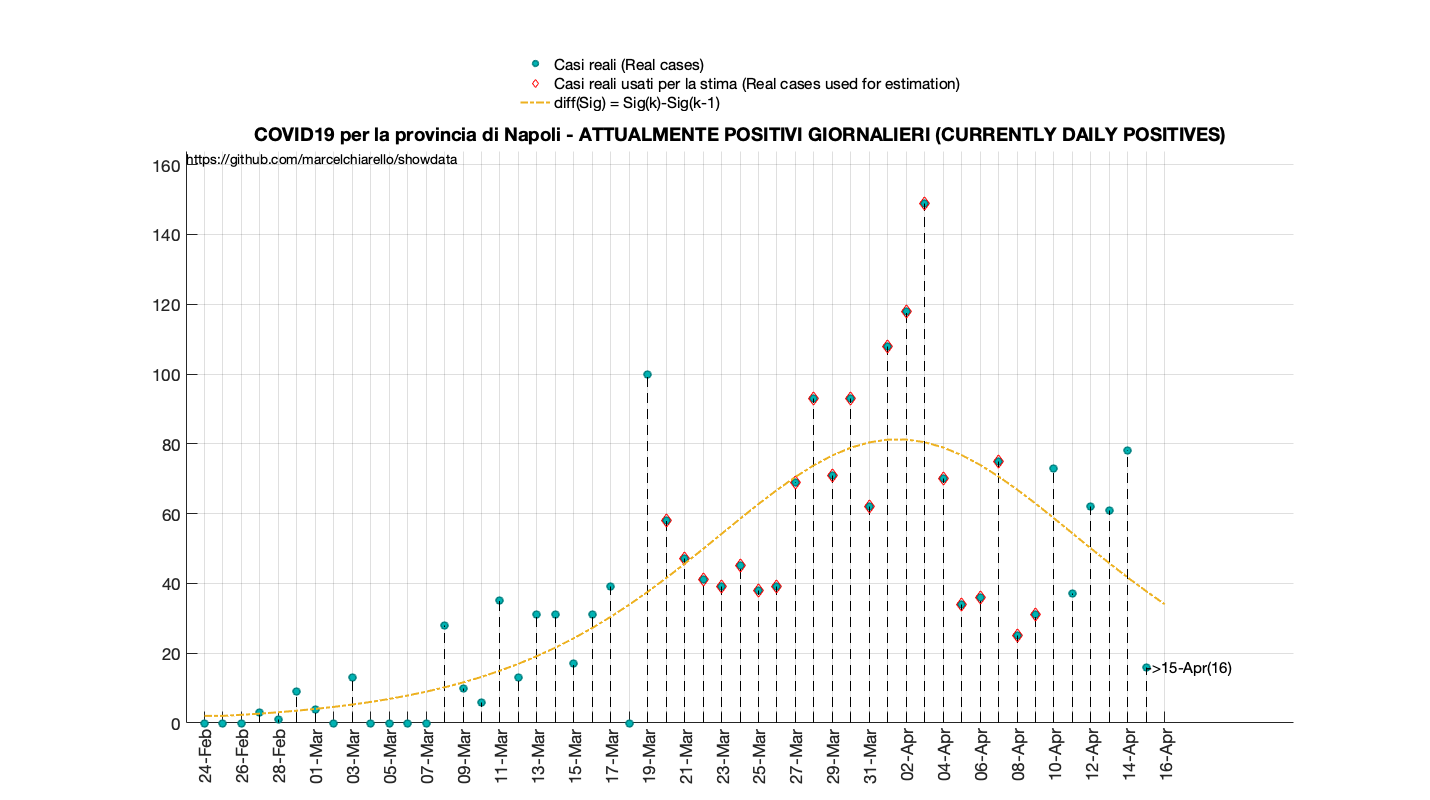 Casi reali (Real cases)
Casi reali usati per la stima (Real cases used for estimation)
diff(Sig) = Sig(k)-Sig(k-1)
COVID19 per la provincia di Napoli - ATTUALMENTE POSITIVI GIORNALIERI (CURRENTLY DAILY POSITIVES)
https://github.com/marcelchiarello/showdata
160
140
120
100
80
60
40
20
0
->15-Apr(16)
24-Feb
26-Feb
28-Feb
01-Mar
03-Mar
05-Mar
07-Mar
09-Mar
11-Mar
13-Mar
15-Mar
17-Mar
19-Mar
21-Mar
23-Mar
25-Mar
27-Mar
29-Mar
31-Mar
02-Apr
04-Apr
06-Apr
08-Apr
10-Apr
12-Apr
14-Apr
16-Apr